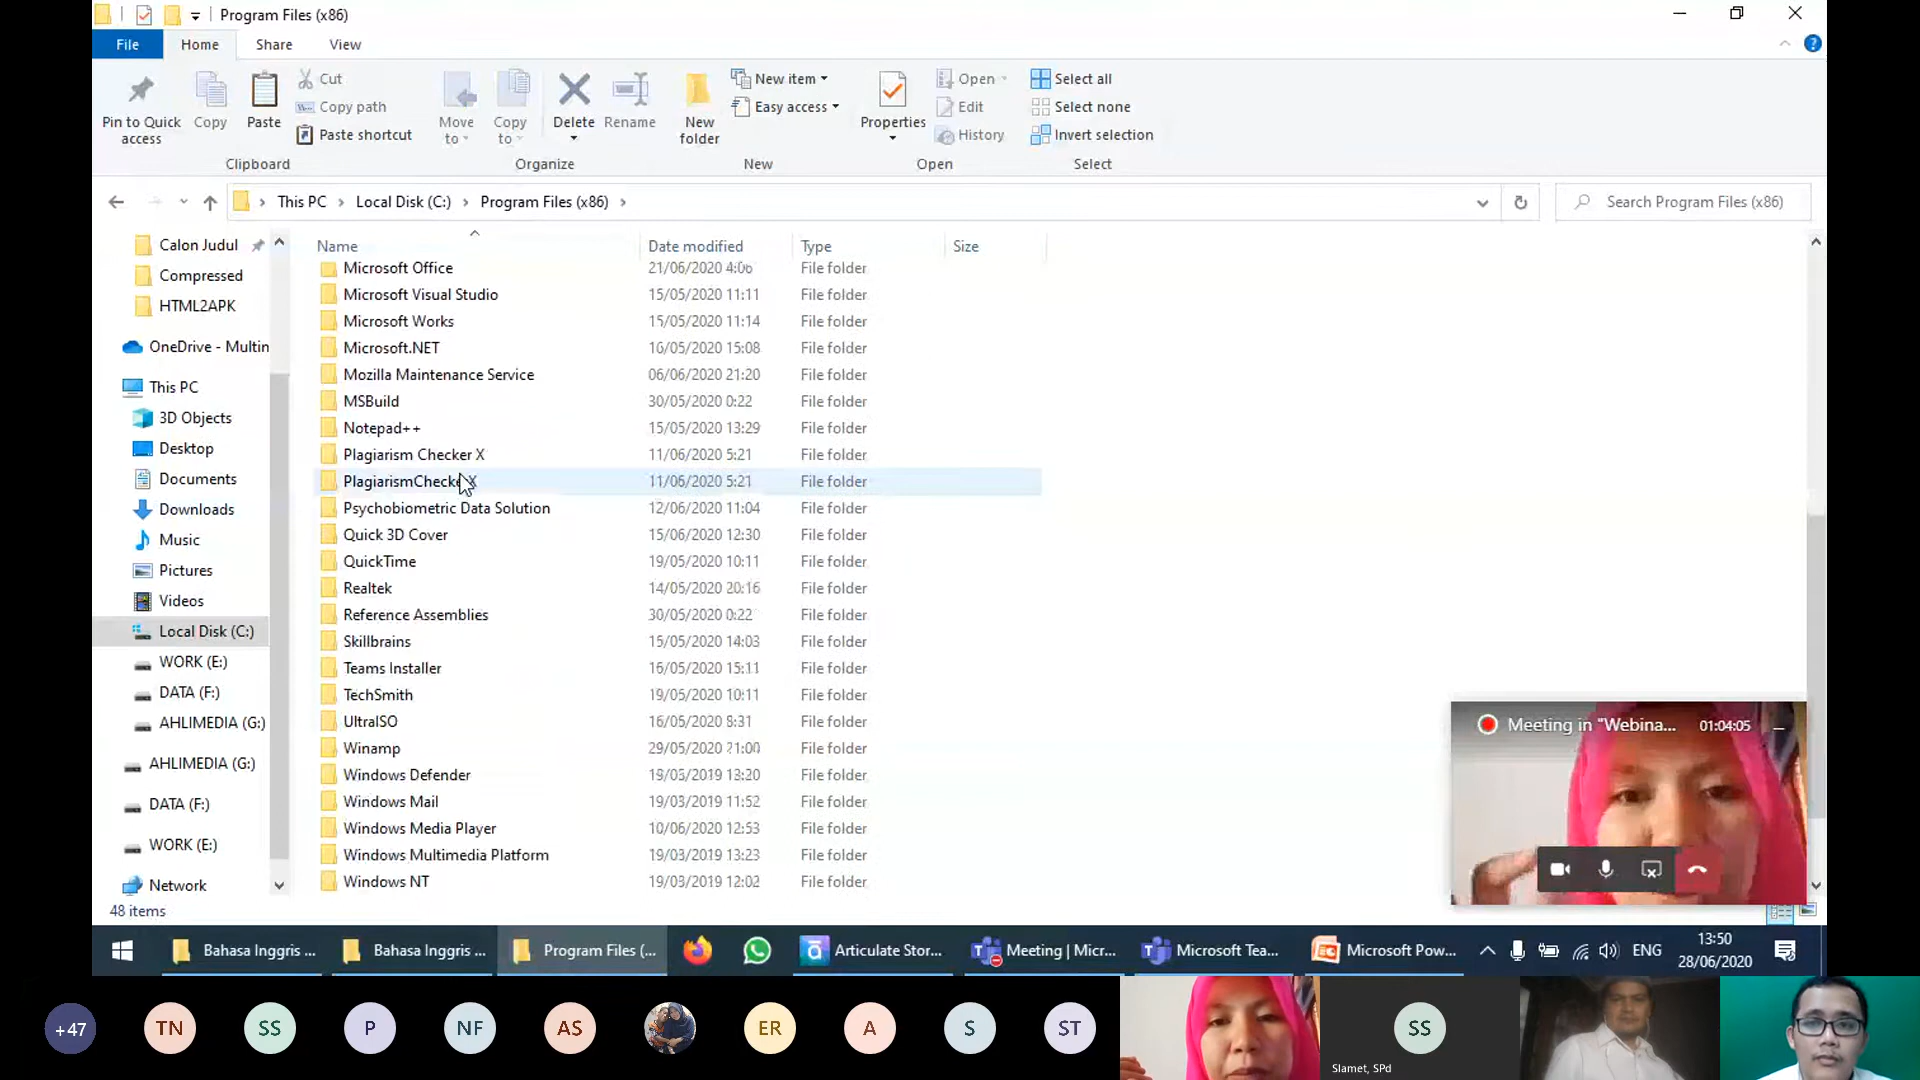 Program Files (x86)
File Home Share View
Pin to Quick access
Copy
Paste
Cut
Copy path
Paste shortcut
Clipboard
Move to
Copy to
Delete
Rename
Organize
New folder
New item
Easy access
New
Properties
Open
Edit
History
Open
Select all
Select none
Invert selection
Select
This PC > Local Disk (C:) > Program Files (x86) >
Search Program Files (x86)
Calon Judul
Compressed
HTML2APK
OneDrive - Multin
This PC
3D Objects
Desktop
Documents
Downloads
Music
Pictures
Videos
Local Disk (C:)
WORK (E:)
DATA (F:)
AHLIMEDIA (G:)
AHLIMEDIA (G:)
DATA (F:)
WORK (E:)
Network
Name Date modified Type Size
Microsoft Office 21/06/2020 4:06 File folder
Microsoft Visual Studio 15/05/2020 11:11 File folder
Microsoft Works 15/05/2020 11:14 File folder
Microsoft.NET 16/05/2020 15:08 File folder
Mozilla Maintenance Service 06/06/2020 21:20 File folder
MSBuild 30/05/2020 0:22 File folder
Notepad++ 15/05/2020 13:29 File folder
Plagiarism Checker X 11/06/2020 5:21 File folder
PlagiarismCheckerX 11/06/2020 5:21 File folder
Psychobiometric Data Solution 12/06/2020 11:04 File folder
Quick 3D Cover 15/06/2020 12:30 File folder
QuickTime 19/05/2020 10:11 File folder
Realtek 14/05/2020 20:16 File folder
Reference Assemblies 30/05/2020 0:22 File folder
Skillbrains 15/05/2020 14:03 File folder
Teams Installer 16/05/2020 15:11 File folder
TechSmith 19/05/2020 10:11 File folder
UltraISO 16/05/2020 8:31 File folder
Winamp 29/05/2020 21:00 File folder
Windows Defender 19/03/2019 13:20 File folder
Windows Mail 19/03/2019 11:52 File folder
Windows Media Player 10/06/2020 12:53 File folder
Windows Multimedia Platform 19/03/2019 13:23 File folder
Windows NT 19/03/2019 12:02 File folder
Meeting in "Webina... 01:04:05
48 items
Bahasa Inggris ...
Bahasa Inggris ...
Program Files (...
Articulate Stor...
Meeting | Micr...
Microsoft Tea...
Microsoft Pow...
ENG
13:50
28/06/2020
+47 TN SS P NF AS ER A S ST SS
Slamet, SPd